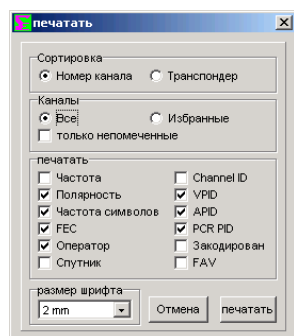 печатать
Сортировка
Номер канала Транспондер
Каналы
Все Избранные
только непомеченные
печатать
Частота Channel ID
Полярность VPID
Частота символов APID
FEC PCR PID
Оператор Закодирован
Спутник FAV
размер шрифта
2 mm Отмена печатать